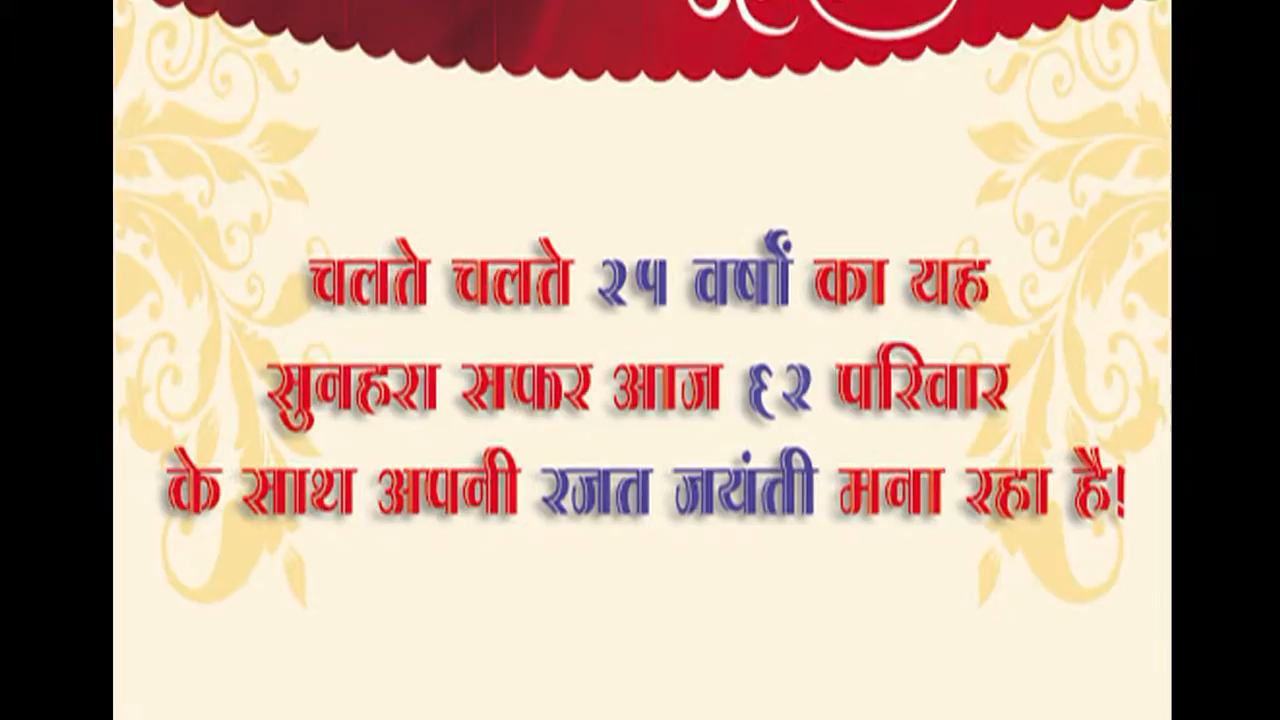 चलते चलते २५ वर्षों का यह
सुनहरा सफर आज ६२ परिवार
के साथ अपनी रजत जयंती मना रहा है!